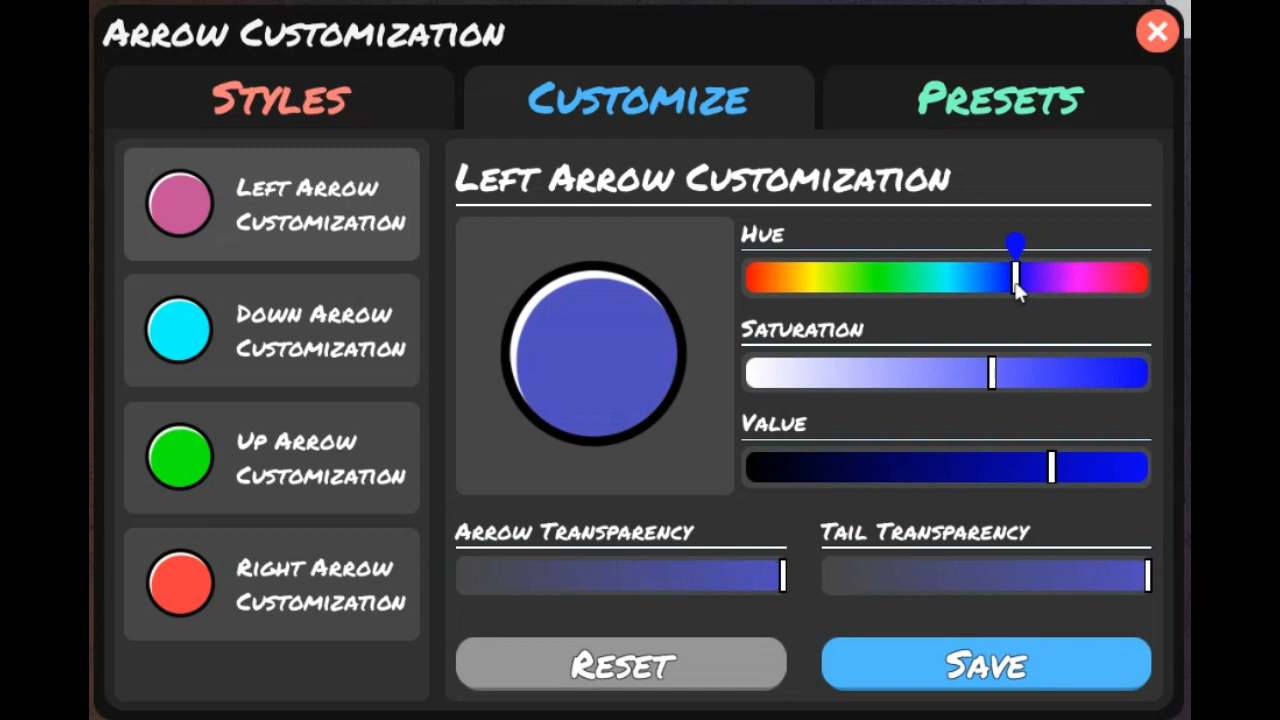 Arrow Customization
Styles
Customize
Presets
Left Arrow
Customization
Down Arrow
Customization
Up Arrow
Customization
Right Arrow
Customization
Left Arrow Customization
Hue
Saturation
Value
Arrow Transparency
Tail Transparency
Reset
Save